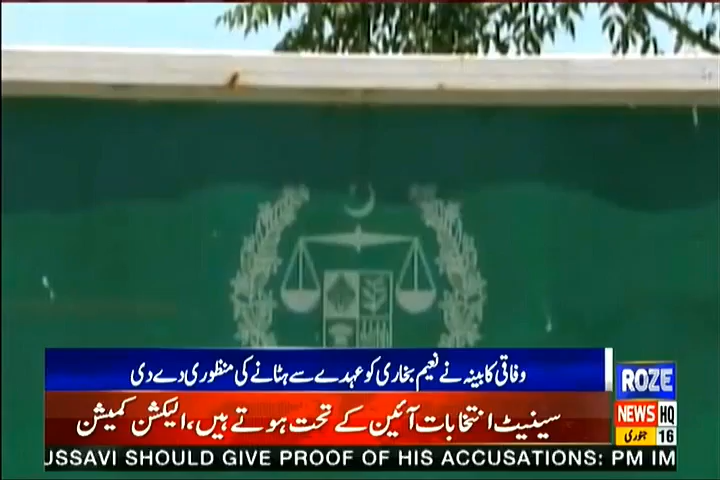 وفاقی کابینہ نے نعیم بخاری کو عہدے سے ہٹانے کی منظوری دے دی
سینیٹ انتخابات آئین کے تحت ہوتے ہیں، الیکشن کمیشن
ROZE
NEWS HQ
جنوری 16
USSAVI SHOULD GIVE PROOF OF HIS ACCUSATIONS: PM IM